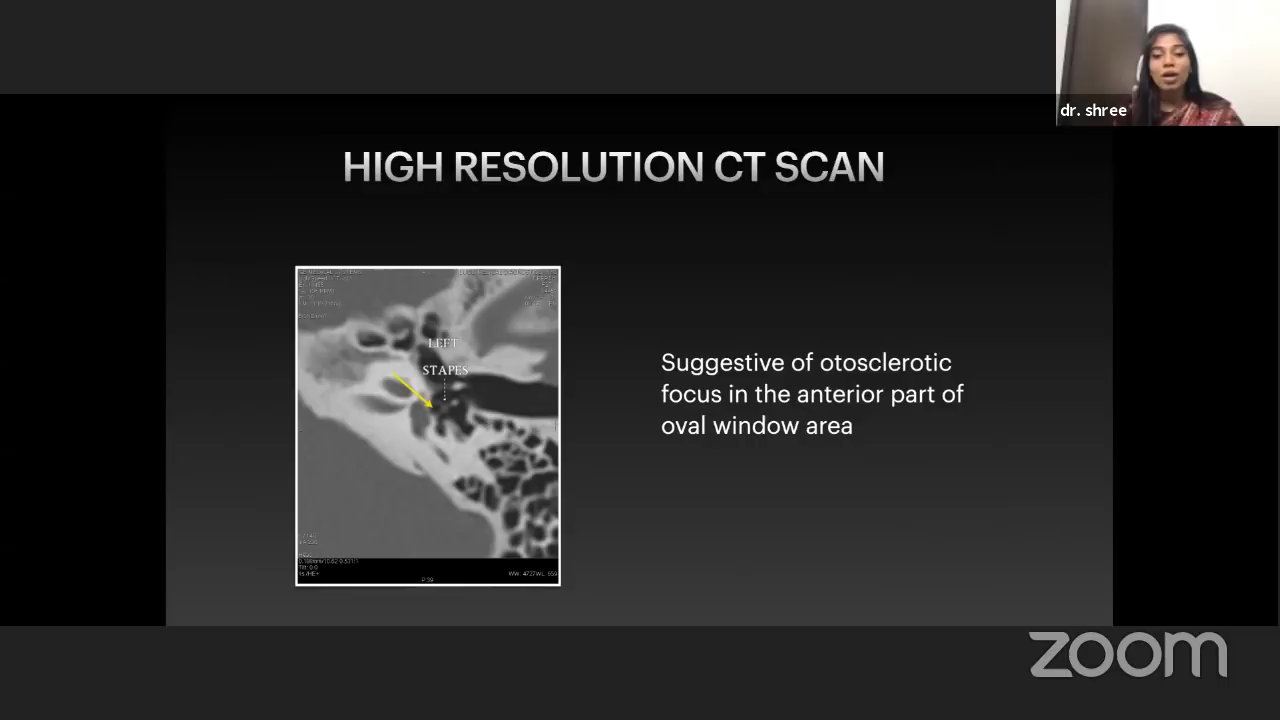 dr. shree
HIGH RESOLUTION CT SCAN
LEFT
STAPES
Suggestive of otosclerotic
focus in the anterior part of
oval window area
zoom